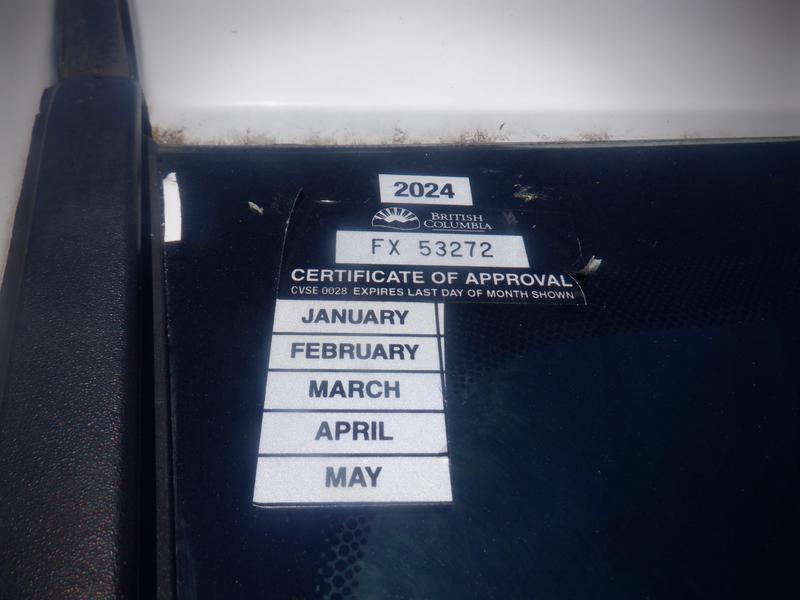 2024
BRITISH
COLUMBIA
FX 53272
CERTIFICATE OF APPROVAL
CVSE 0028 EXPIRES LAST DAY OF MONTH SHOWN
JANUARY
FEBRUARY
MARCH
APRIL
MAY